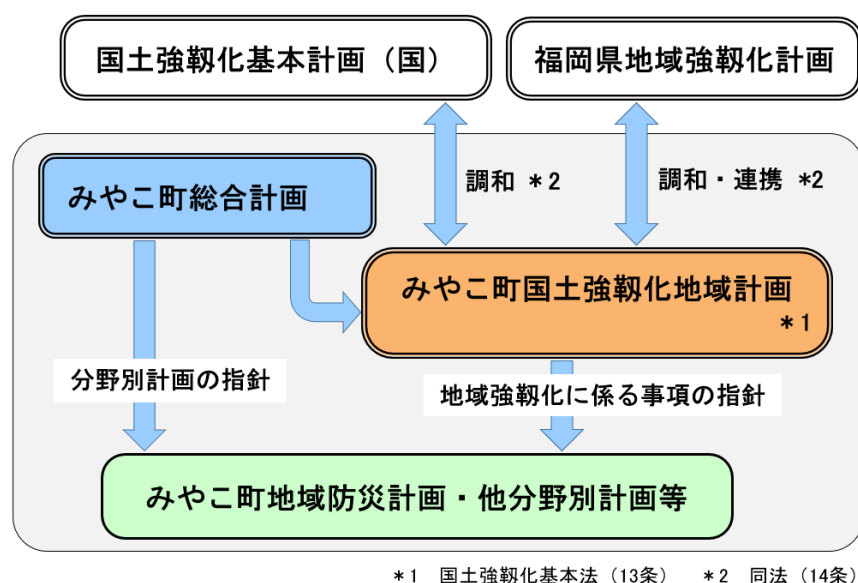 国土強靱化基本計画（国）
福岡県地域強靱化計画
調和 ＊2
調和・連携 *2
みやこ町総合計画
みやこ町国土強靱化地域計画
＊1
分野別計画の指針
地域強靱化に係る事項の指針
みやこ町地域防災計画・他分野別計画等
＊1　国土強靱化基本法（13条）　＊2　同法（14条）